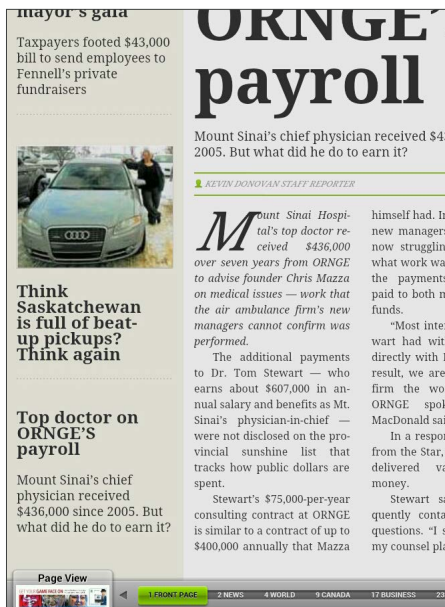 mayor's gala
Taxpayers footed $43,000
bill to send employees to
Fennell's private
fundraisers
Think
Saskatchewan
is full of beat-
up pickups?
Think again
Top doctor on
ORNGE'S
payroll
Mount Sinai's chief
physician received
$436,000 since 2005. But
what did he do to earn it?
ORNGE'
payroll
Mount Sinai's chief physician received $4
2005. But what did he do to earn it?
KEVIN DONOVAN STAFF REPORTER
Mount Sinai Hospi-
tal's top doctor re-
ceived $436,000
over seven years from ORNGE
to advise founder Chris Mazza
on medical issues — work that
the air ambulance firm's new
managers cannot confirm was
performed.
The additional payments
to Dr. Tom Stewart — who
earns about $607,000 in an-
nual salary and benefits as Mt.
Sinai's physician-in-chief —
were not disclosed on the pro-
vincial sunshine list that
tracks how public dollars are
spent.
Stewart's $75,000-per-year
consulting contract at ORNGE
is similar to a contract of up to
$400,000 annually that Mazza
himself had. I
new managers
now strugglin
what work wa
the payments
paid to both m
funds.
"Most inte
wart had wit
directly with
result, we are
firm the wo
ORNGE spok
MacDonald sai
In a respon
from the Star,
delivered va
money.
Stewart sa
quently conta
questions. "I s
my counsel pla
Page View
1 FRONT PAGE 2 NEWS 4 WORLD 9 CANADA 17 BUSINESS 23